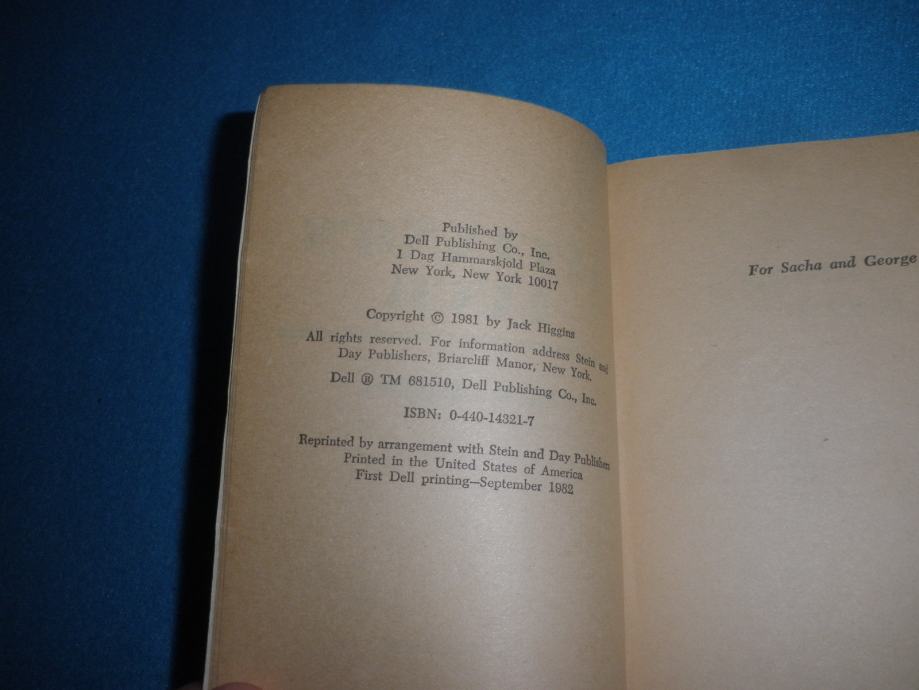 Published by
Dell Publishing Co., Inc.
1 Dag Hammarskjold Plaza
New York, New York 10017
Copyright © 1981 by Jack Higgins
All rights reserved. For information address Stein and
Day Publishers, Briarcliff Manor, New York.
Dell ® TM 681510, Dell Publishing Co., Inc.
ISBN: 0-440-14321-7
Reprinted by arrangement with Stein and Day Publishers
Printed in the United States of America
First Dell printing—September 1982
For Sacha and George